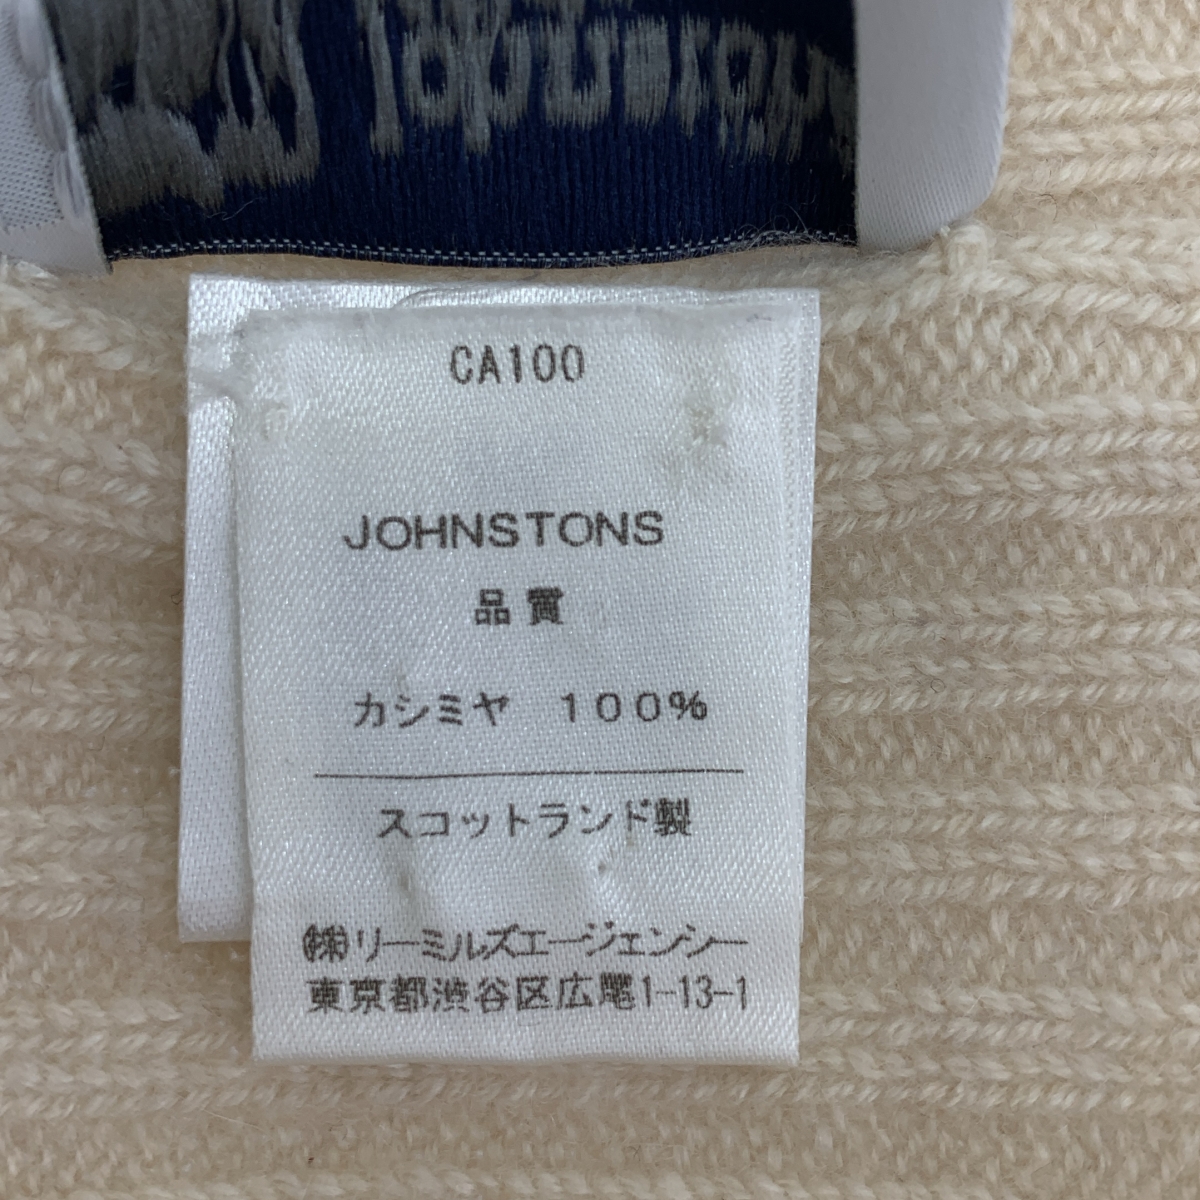 CA100
JOHNSTONS
品質
カシミヤ 100%
スコットランド製
㈱リーミルズエージェンシー
東京都渋谷区広尾1-13-1